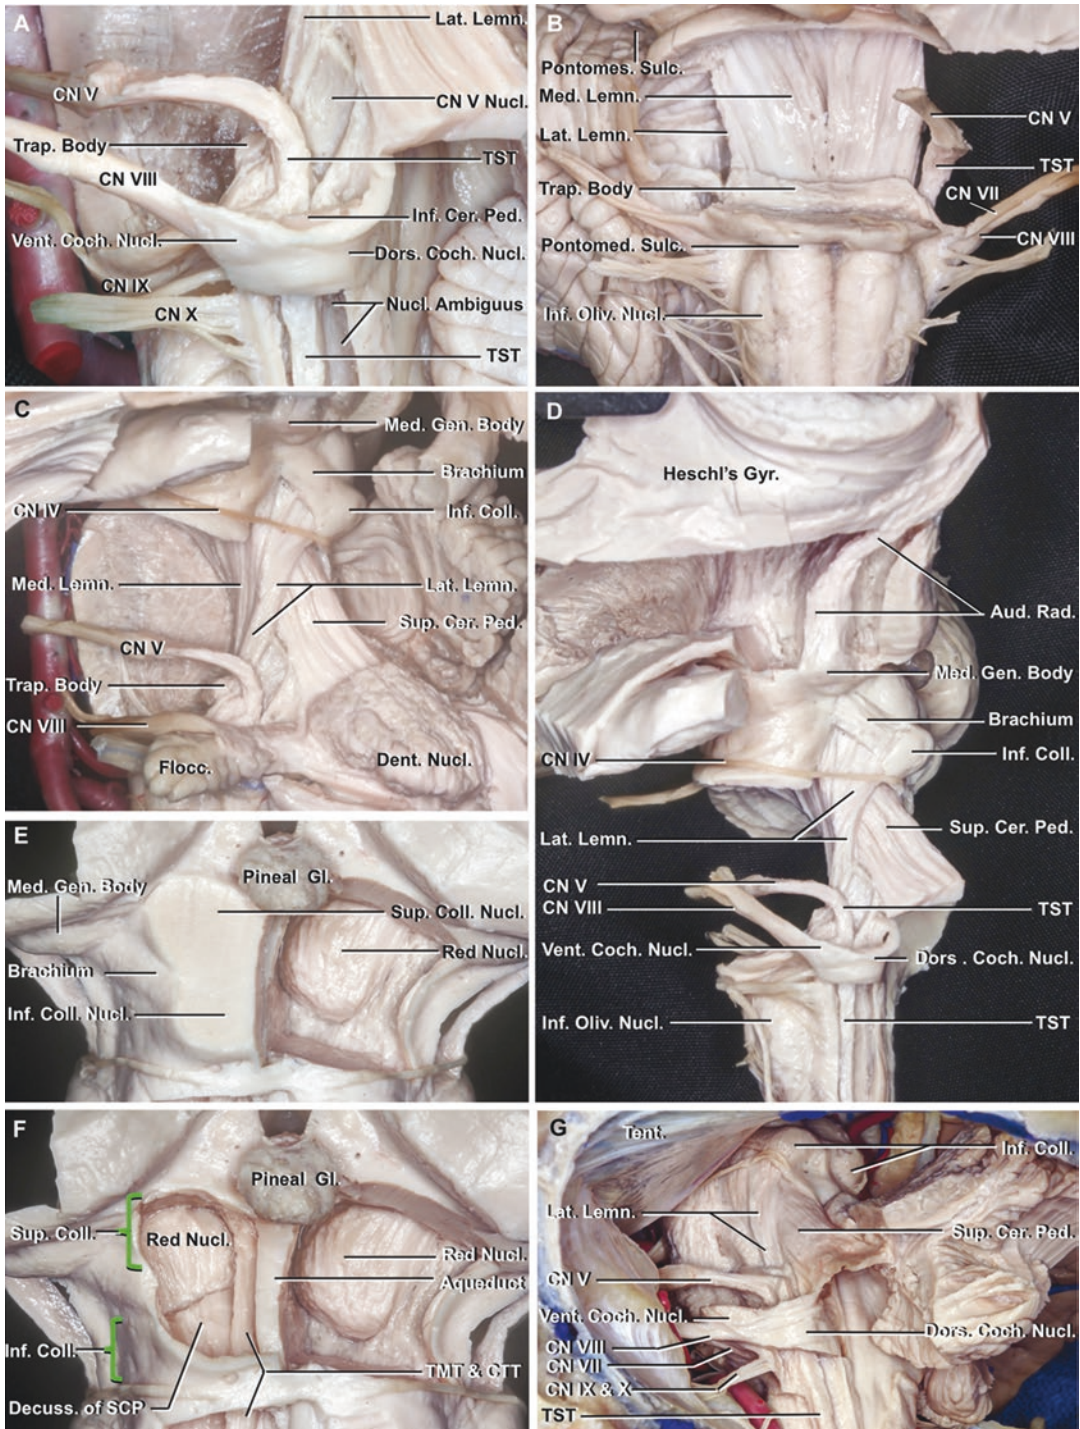 A
Lat. Lemn.
CN V
CN V Nucl.
Trap. Body
TST
CN VIII
Inf. Cer. Ped.
Vent. Coch. Nucl.
Dors. Coch. Nucl.
CN IX
Nucl. Ambiguus
CN X
TST
B
Pontomes. Sulc.
Med. Lemn.
CN V
Lat. Lemn.
TST
Trap. Body
CN VII
CN VIII
Pontomed. Sulc.
Inf. Oliv. Nucl.
C
Med. Gen. Body
Brachium
CN IV
Inf. Coll.
Med. Lemn.
Lat. Lemn.
Sup. Cer. Ped.
CN V
Trap. Body
CN VIII
Flocc.
Dent. Nucl.
D
Heschl's Gyr.
Aud. Rad.
Med. Gen. Body
Brachium
CN IV
Inf. Coll.
Lat. Lemn.
Sup. Cer. Ped.
CN V
CN VIII
TST
Vent. Coch. Nucl.
Dors . Coch. Nucl.
Inf. Oliv. Nucl.
TST
E
Pineal Gl.
Med. Gen. Body
Sup. Coll. Nucl.
Red Nucl.
Brachium
Inf. Coll. Nucl.
F
Pineal Gl.
Sup. Coll.
Red Nucl.
Red Nucl.
Aqueduct
Inf. Coll.
TMT & CTT
Decuss. of SCP
G
Tent.
Inf. Coll.
Lat. Lemn.
Sup. Cer. Ped.
CN V
Vent. Coch. Nucl.
Dors. Coch. Nucl.
CN VIII
CN VII
CN IX & X
TST